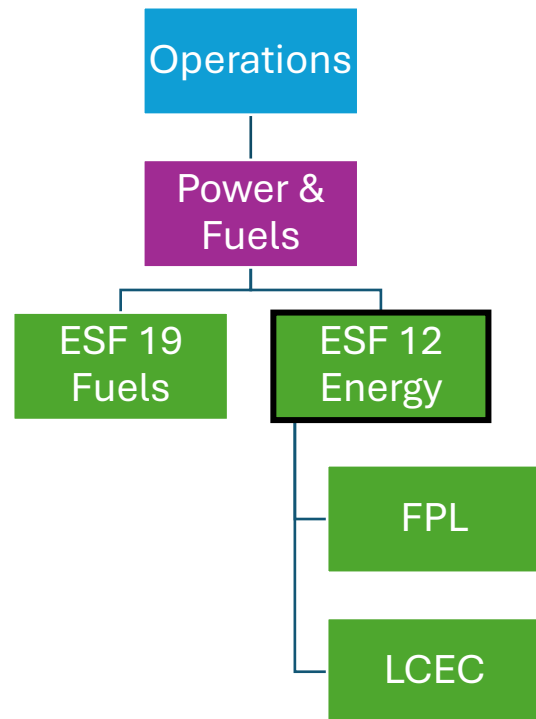 Operations
Power &
Fuels
ESF 19
Fuels
ESF 12
Energy
FPL
LCEC